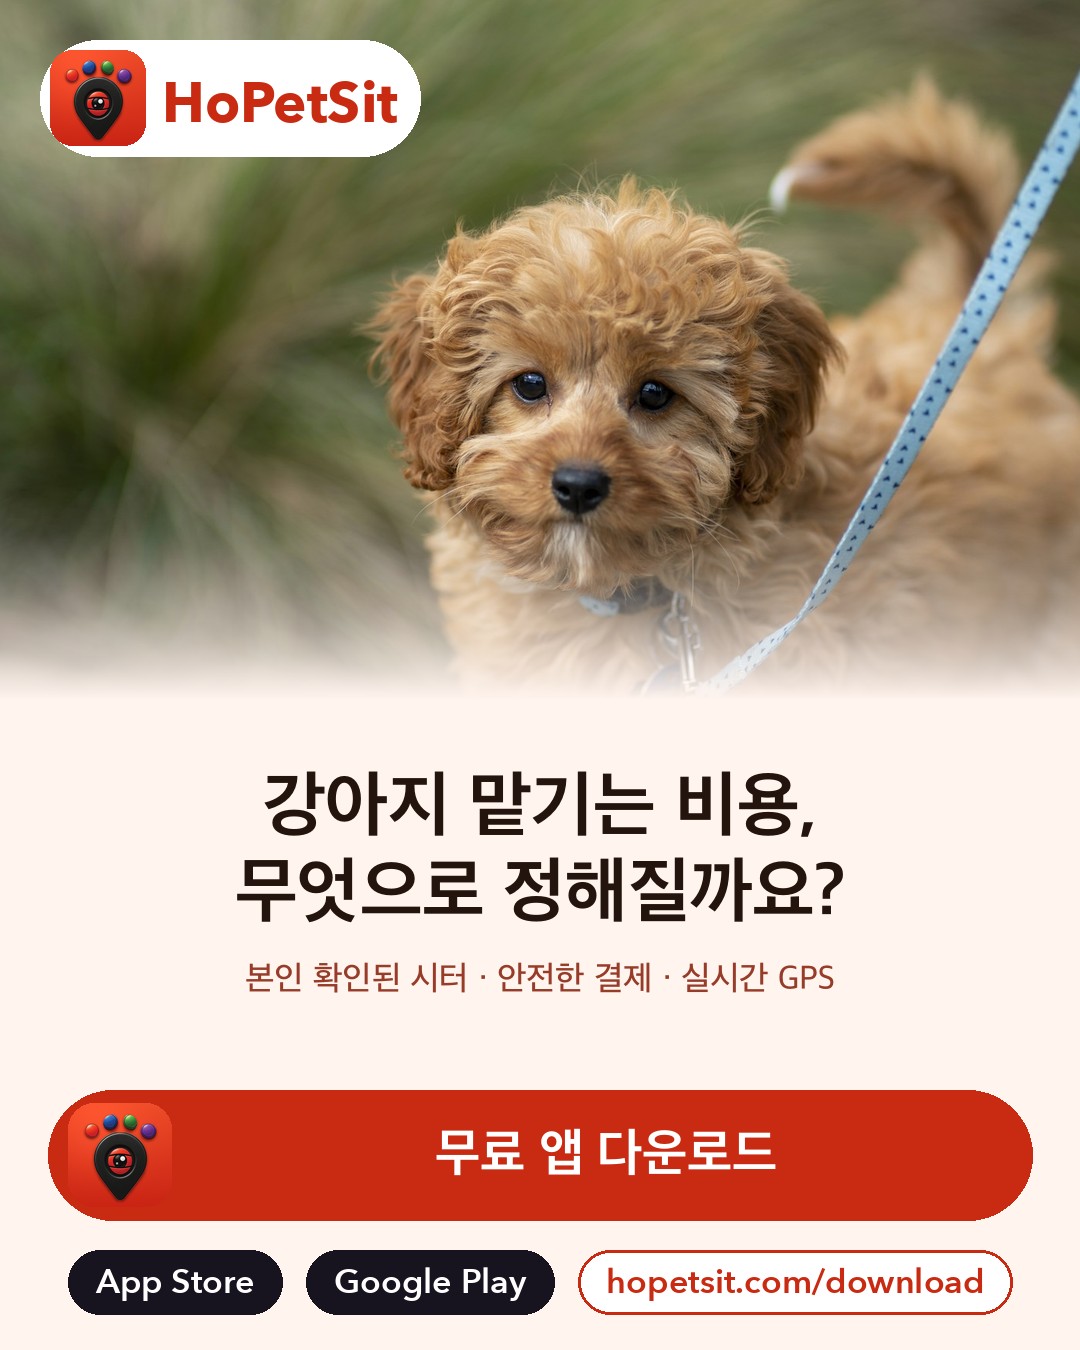 HoPetSit
강아지 맡기는 비용,
무엇으로 정해질까요?
본인 확인된 시터 · 안전한 결제 · 실시간 GPS
무료 앱 다운로드
App Store
Google Play
hopetsit.com/download